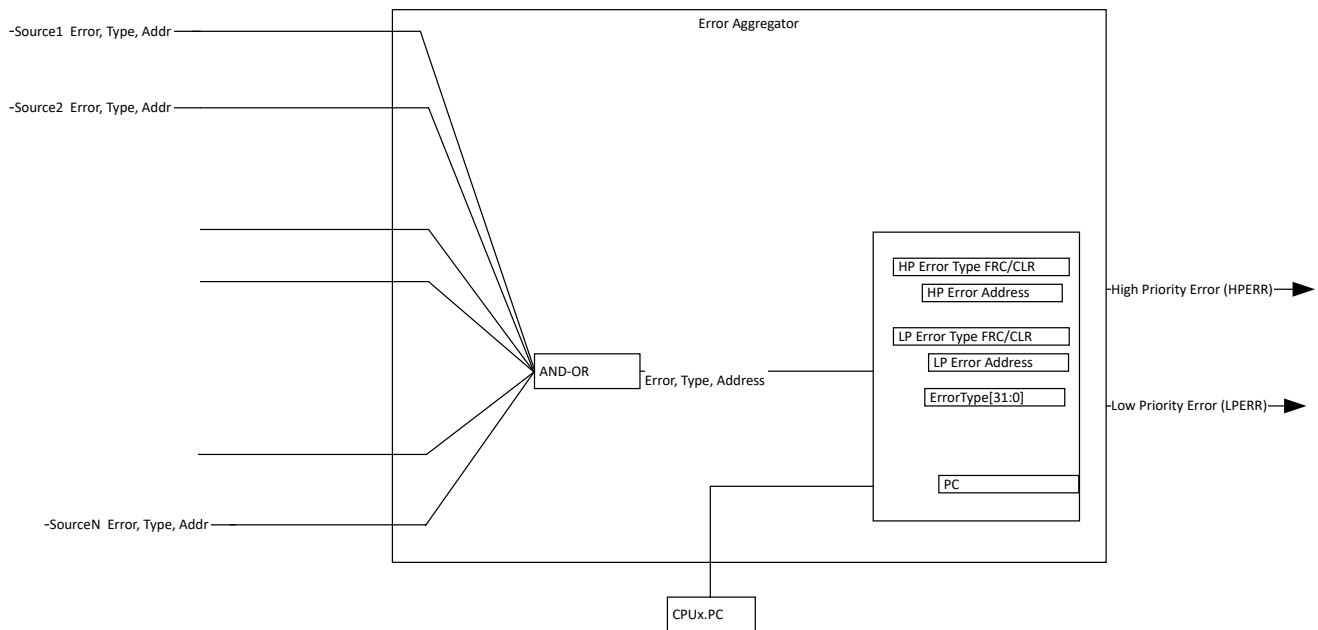 Error Aggregator
-Source1 Error, Type, Addr
-Source2 Error, Type, Addr
HP Error Type FRC/CLR
HP Error Address
High Priority Error (HPERR)
LP Error Type FRC/CLR
LP Error Address
AND-OR
Error, Type, Address
ErrorType[31:0]
Low Priority Error (LPERR)
PC
-SourceN Error, Type, Addr
CPUx.PC